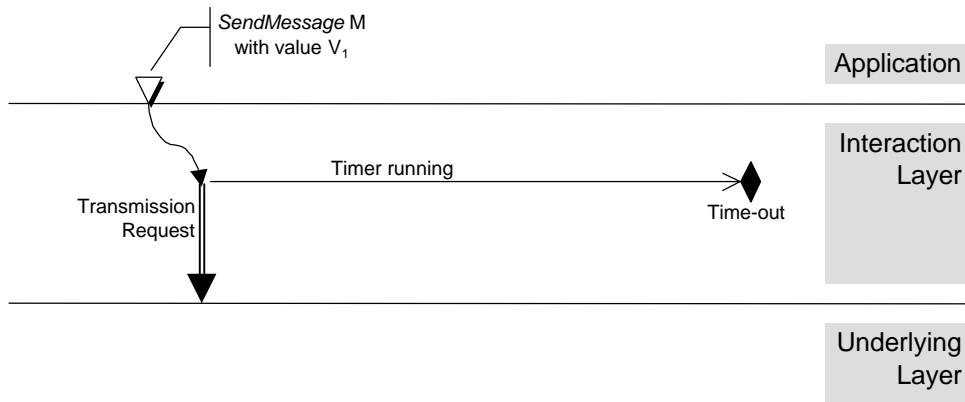 SendMessage M
with value V₁
Application
Interaction
Layer
Timer running
Transmission
Request
Time-out
Underlying
Layer